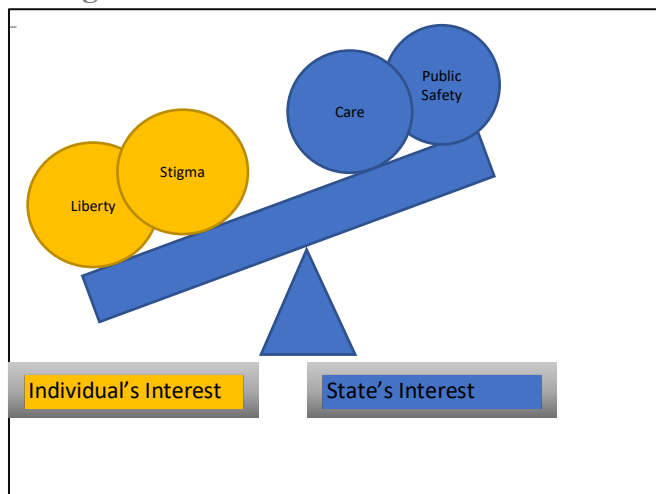 Public
Safety
Care
Stigma
Liberty
Individual's Interest
State's Interest